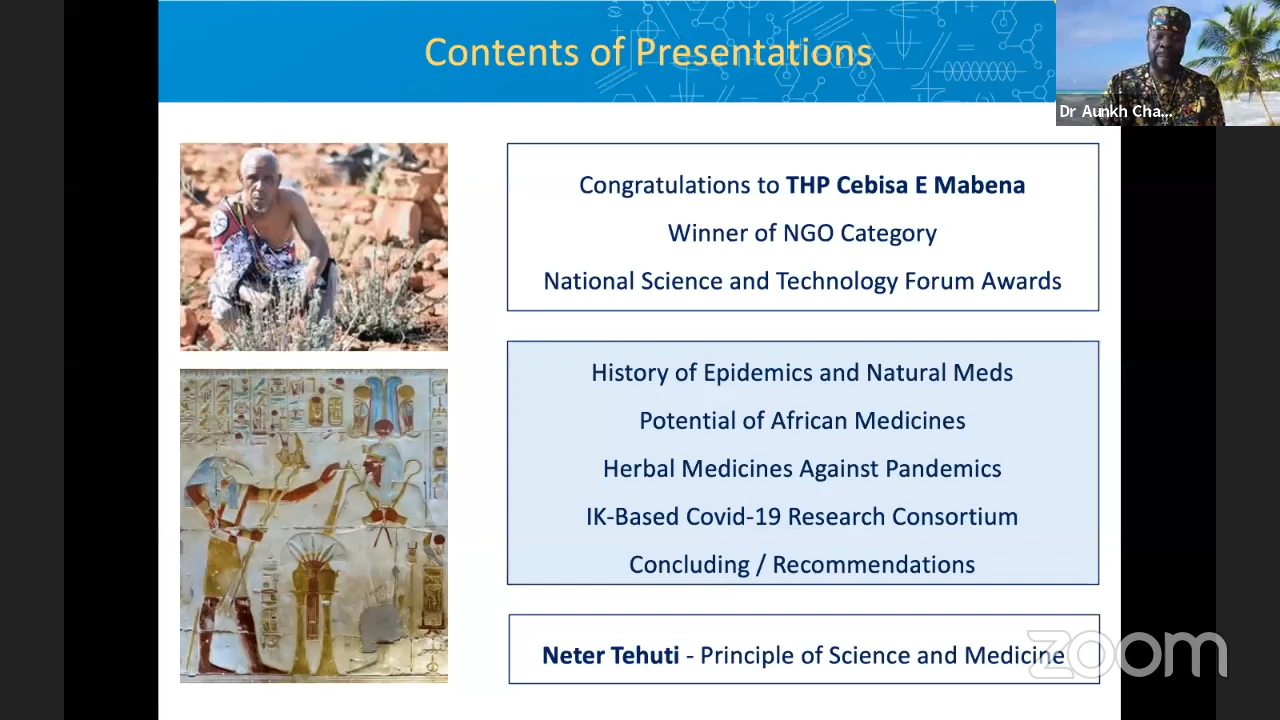 Contents of Presentations
Dr Aunkh Cha...
Congratulations to THP Cebisa E Mabena
Winner of NGO Category
National Science and Technology Forum Awards
History of Epidemics and Natural Meds
Potential of African Medicines
Herbal Medicines Against Pandemics
IK-Based Covid-19 Research Consortium
Concluding / Recommendations
Neter Tehuti - Principle of Science and Medicine
zoom